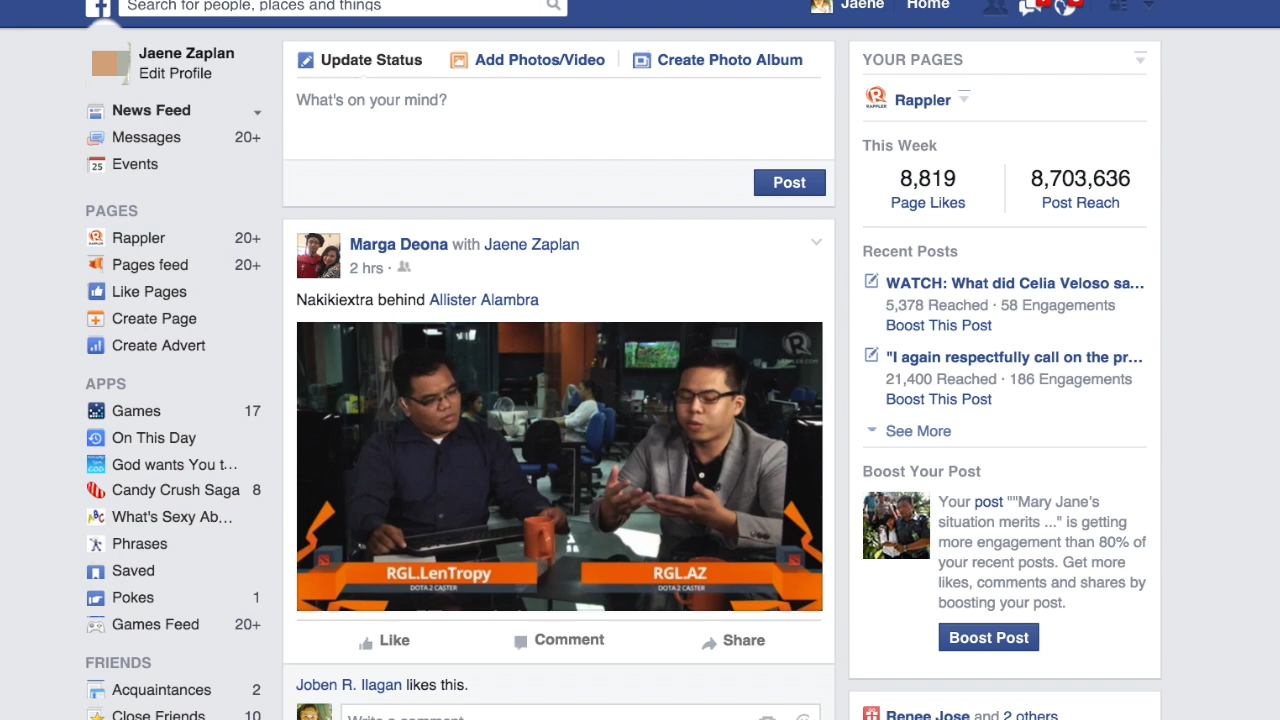 Search for people, places and things
Jaene
Home
Jaene Zaplan
Edit Profile
News Feed
Messages 20+
25 Events
PAGES
Rappler 20+
Pages feed 20+
Like Pages
Create Page
Create Advert
APPS
Games 17
On This Day
God wants You t...
Candy Crush Saga 8
What's Sexy Ab...
Phrases
Saved
Pokes 1
Games Feed 20+
FRIENDS
Acquaintances 2
Close Friends 10
Update Status
Add Photos/Video
Create Photo Album
What's on your mind?
Post
Marga Deona with Jaene Zaplan
2 hrs ·
Nakikiextra behind Allister Alambra
RAPPLER.COM
RGL.LenTropy
DOTA 2 CASTER
RGL.AZ
DOTA 2 CASTER
Like
Comment
Share
Joben R. Ilagan likes this.
Write a comment...
YOUR PAGES
RAPPLER
Rappler
This Week
8,819
Page Likes
8,703,636
Post Reach
Recent Posts
WATCH: What did Celia Veloso sa...
5,378 Reached · 58 Engagements
Boost This Post
"I again respectfully call on the pr...
21,400 Reached · 186 Engagements
Boost This Post
See More
Boost Your Post
Your post ""Mary Jane's
situation merits ..." is getting
more engagement than 80% of
your recent posts. Get more
likes, comments and shares by
boosting your post.
Boost Post
Renee Jose and 2 others